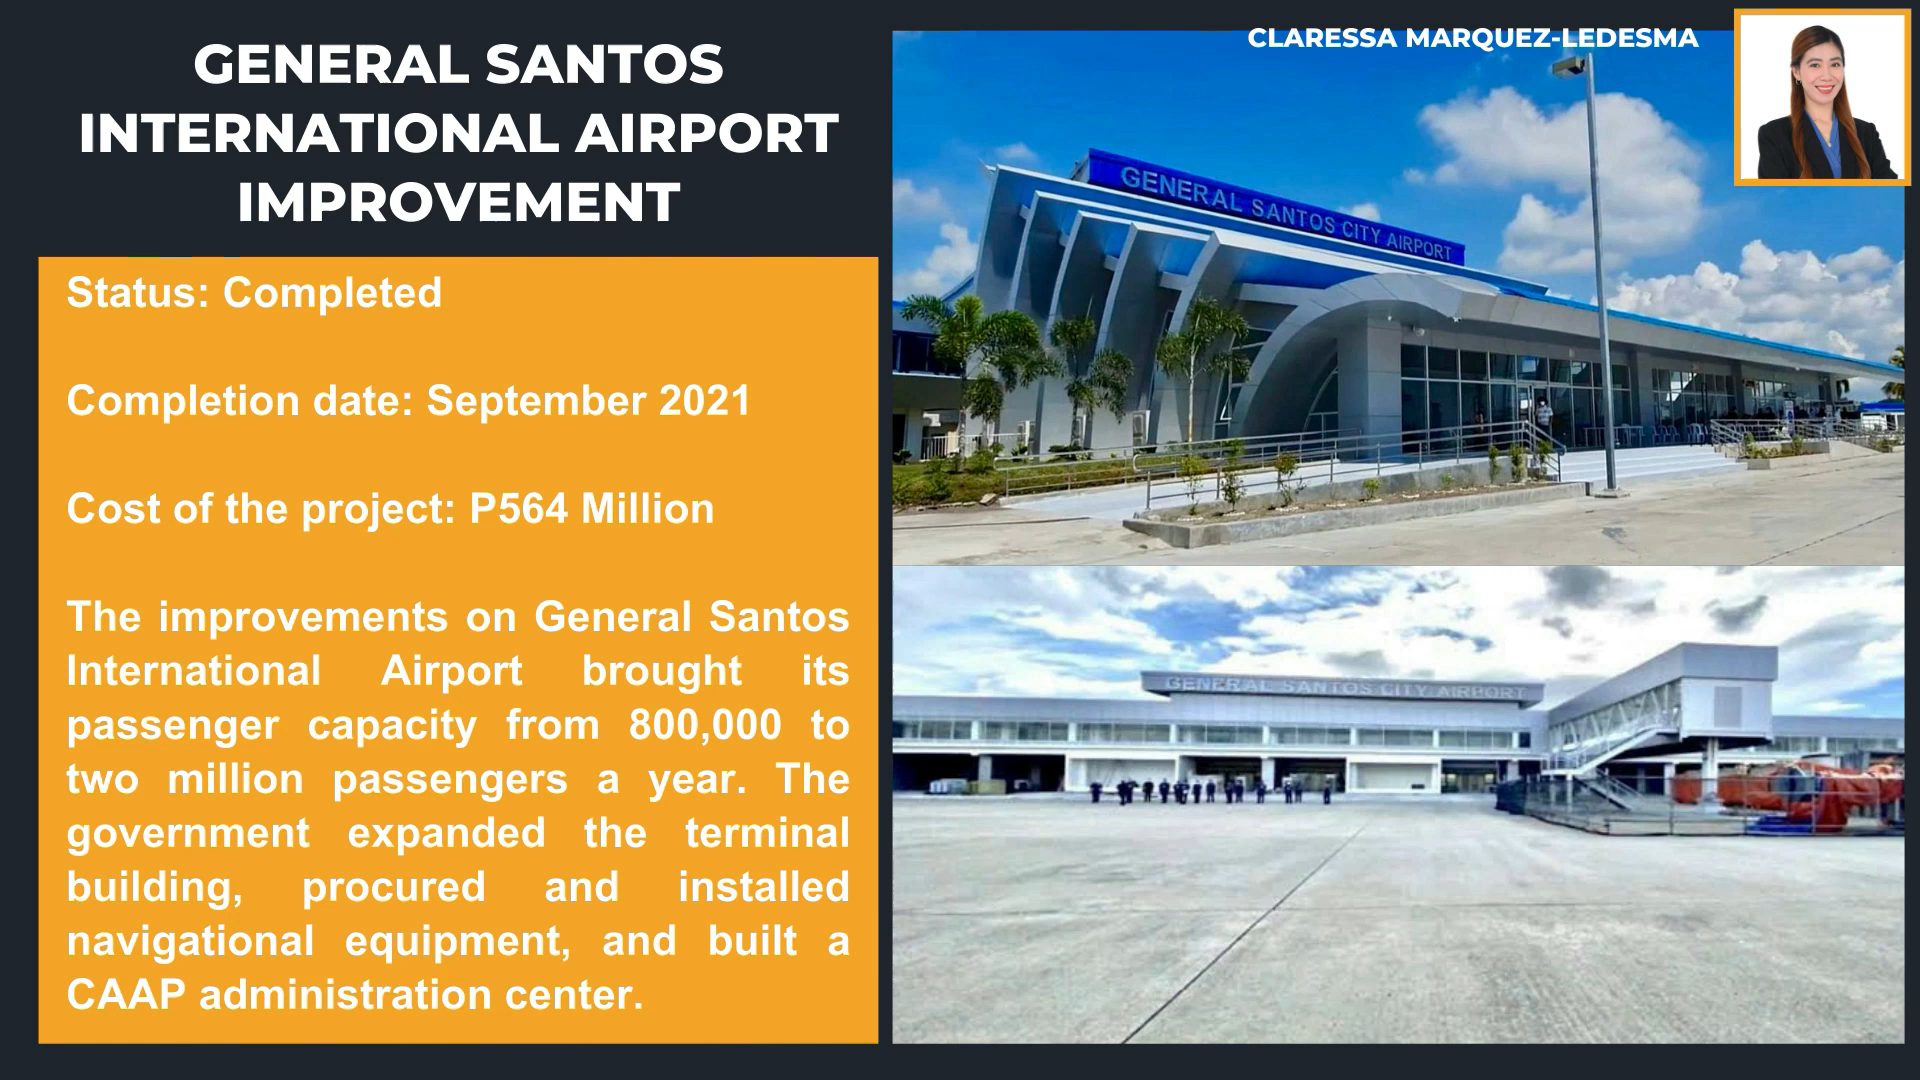 GENERAL SANTOS
INTERNATIONAL AIRPORT
IMPROVEMENT
CLARESSA MARQUEZ-LEDESMA
Status: Completed
Completion date: September 2021
Cost of the project: P564 Million
The improvements on General Santos
International Airport brought its
passenger capacity from 800,000 to
two million passengers a year. The
government expanded the terminal
building, procured and installed
navigational equipment, and built a
CAAP administration center.
GENERAL SANTOS CITY AIRPORT
GENERAL SANTOS CITY AIRPORT